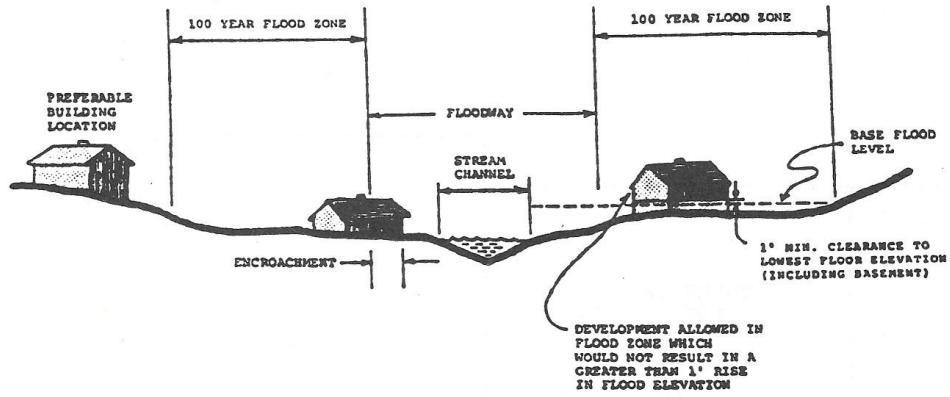 100 YEAR FLOOD ZONE
100 YEAR FLOOD ZONE
PREFERABLE
BUILDING
LOCATION
FLOODWAY
BASE FLOOD
LEVEL
STREAM
CHANNEL
ENCROACHMENT
1' MIN. CLEARANCE TO
LOWEST FLOOR ELEVATION
(INCLUDING BASEMENT)
DEVELOPMENT ALLOWED IN
FLOOD ZONE WHICH
WOULD NOT RESULT IN A
GREATER THAN 1' RISE
IN FLOOD ELEVATION